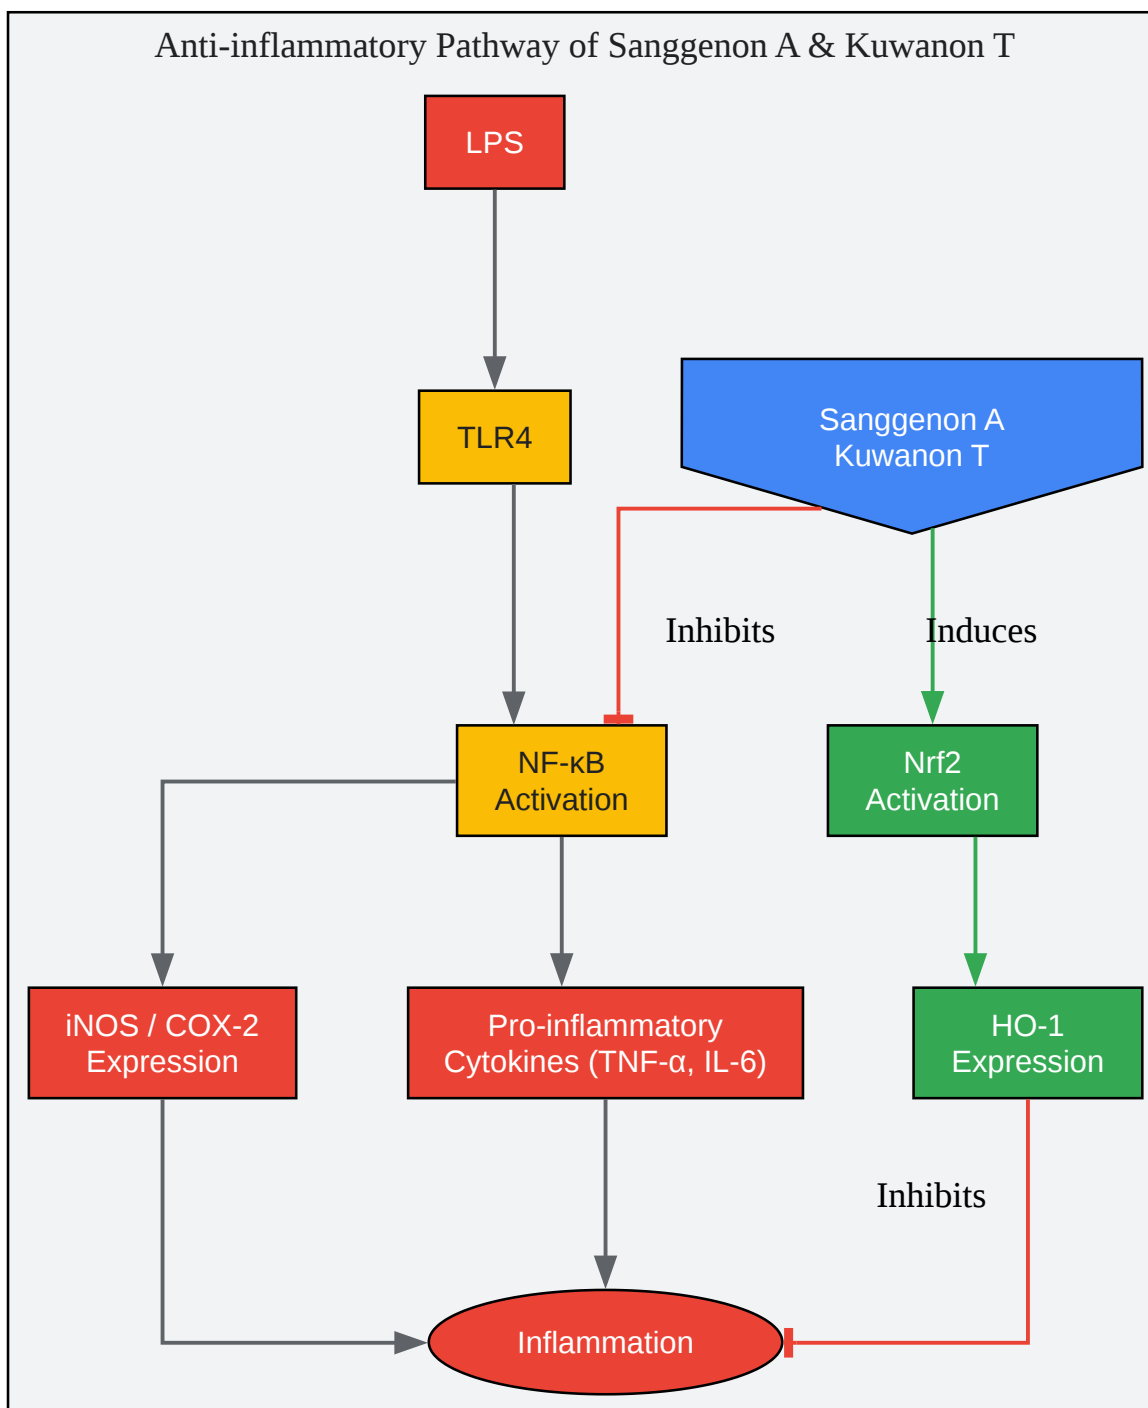 Anti-inflammatory Pathway of Sanggenon A & Kuwanon T
LPS
TLR4
Sanggenon A
Kuwanon T
Inhibits
Induces
NF-κB
Activation
Nrf2
Activation
iNOS / COX-2
Expression
Pro-inflammatory
Cytokines (TNF-α, IL-6)
HO-1
Expression
Inhibits
Inflammation